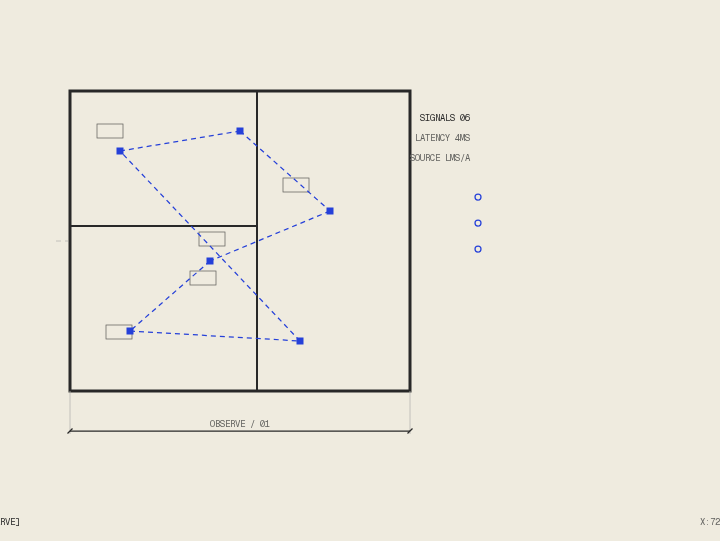 SIGNALS 06
LATENCY 4MS
SOURCE LMS/A
OBSERVE / 01
RVE]
X:72